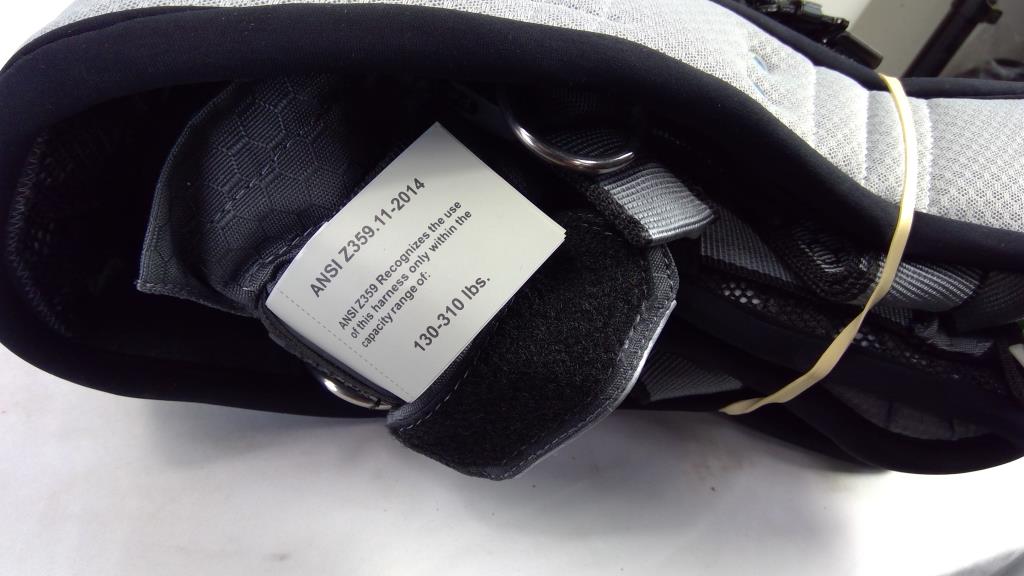 ANSI Z359.11-2014
ANSI Z359 Recognizes the use
of this harness only within the
capacity range of:
130-310 lbs.